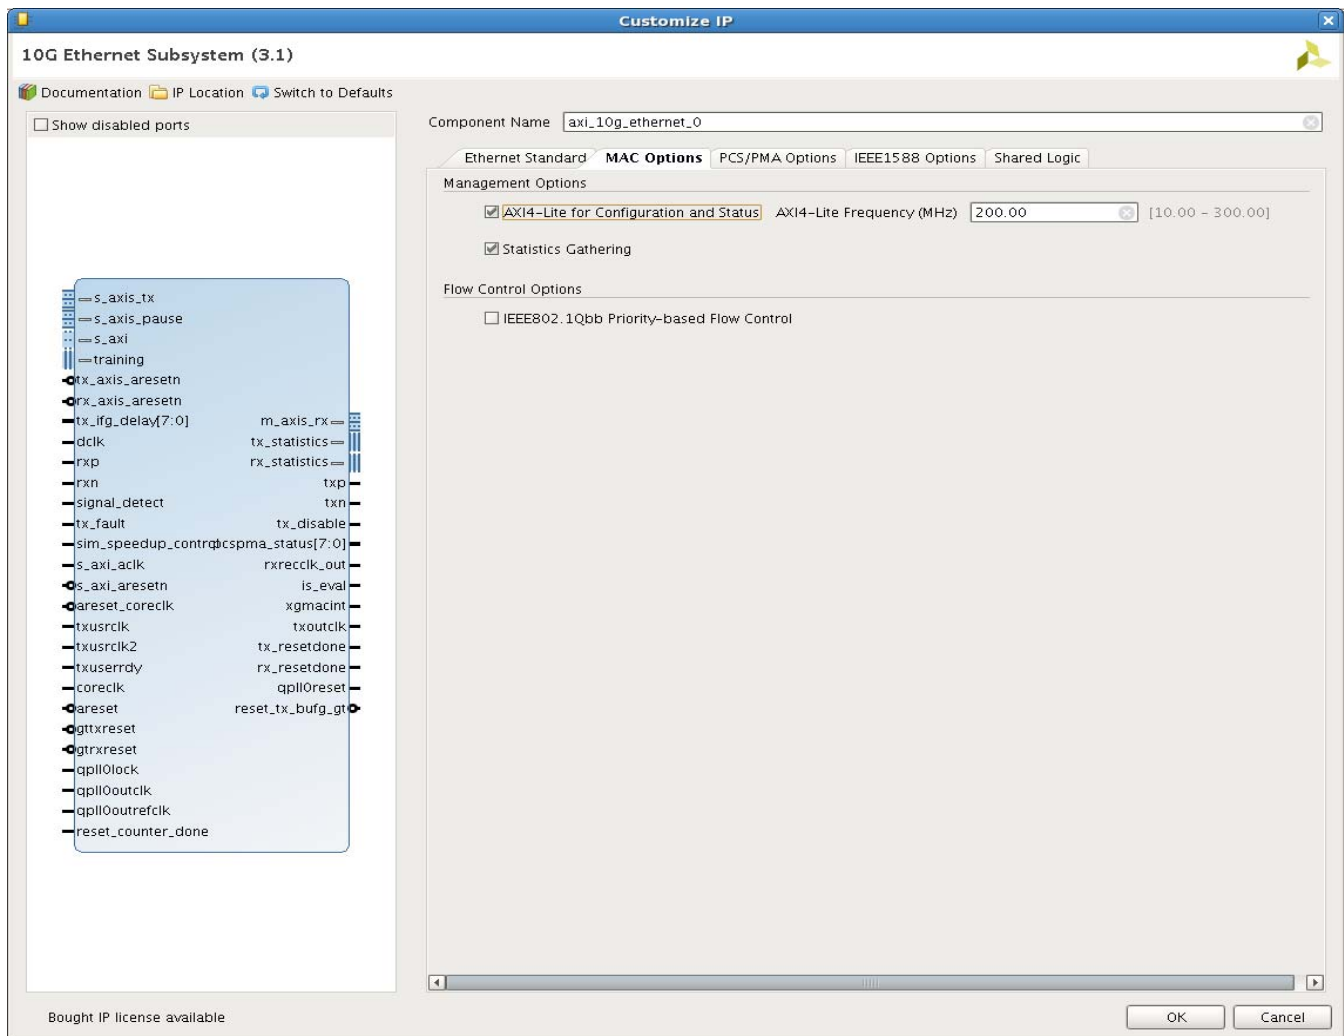 Customize IP
10G Ethernet Subsystem (3.1)
Documentation IP Location Switch to Defaults
Show disabled ports
Component Name axi_10g_ethernet_0
Ethernet Standard MAC Options PCS/PMA Options IEEE1588 Options Shared Logic
Management Options
AXI4-Lite for Configuration and Status AXI4-Lite Frequency (MHz) 200.00 [10.00 - 300.00]
Statistics Gathering
Flow Control Options
IEEE802.1Qbb Priority-based Flow Control
s_axis_tx
s_axis_pause
s_axi
training
tx_axis_aresetn
rx_axis_aresetn
tx_ifg_delay[7:0] m_axis_rx
dclk tx_statistics
rxp rx_statistics
rxn txp
signal_detect txn
tx_fault tx_disable
sim_speedup_control pcspma_status[7:0]
s_axi_aclk rxrecclk_out
s_axi_aresetn is_eval
areset_coreclk xgmacint
txusrclk txoutclk
txusrclk2 tx_resetdone
txuserrdy rx_resetdone
coreclk qpll0reset
areset reset_tx_bufg_gt
gttxreset
gtrxreset
qpll0lock
qpll0outclk
qpll0outrefclk
reset_counter_done
Bought IP license available
OK Cancel